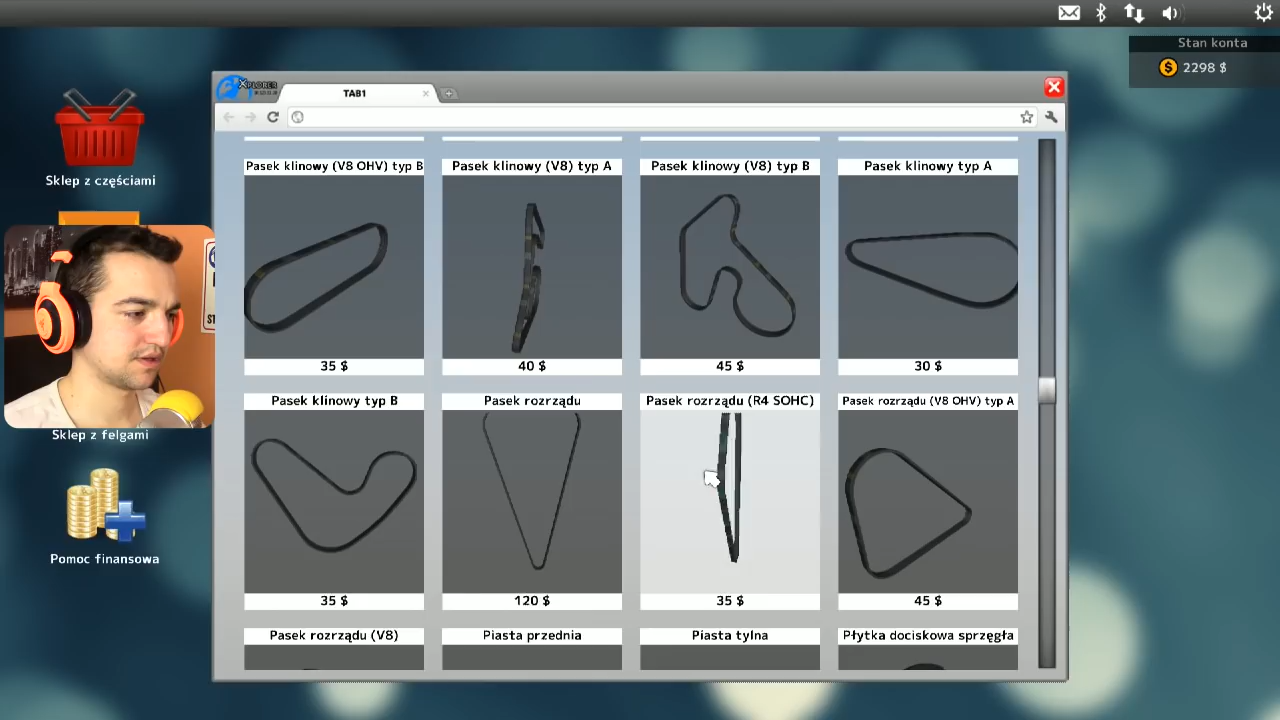 Stan konta
2298 $
XPLORER
TAB1
Sklep z częściami
Pasek klinowy (V8 OHV) typ B
Pasek klinowy (V8) typ A
Pasek klinowy (V8) typ B
Pasek klinowy typ A
35 $
40 $
45 $
30 $
Pasek klinowy typ B
Pasek rozrządu
Pasek rozrządu (R4 SOHC)
Pasek rozrządu (V8 OHV) typ A
Sklep z felgami
Pomoc finansowa
35 $
120 $
35 $
45 $
Pasek rozrządu (V8)
Piasta przednia
Piasta tylna
Płytka dociskowa sprzęgła